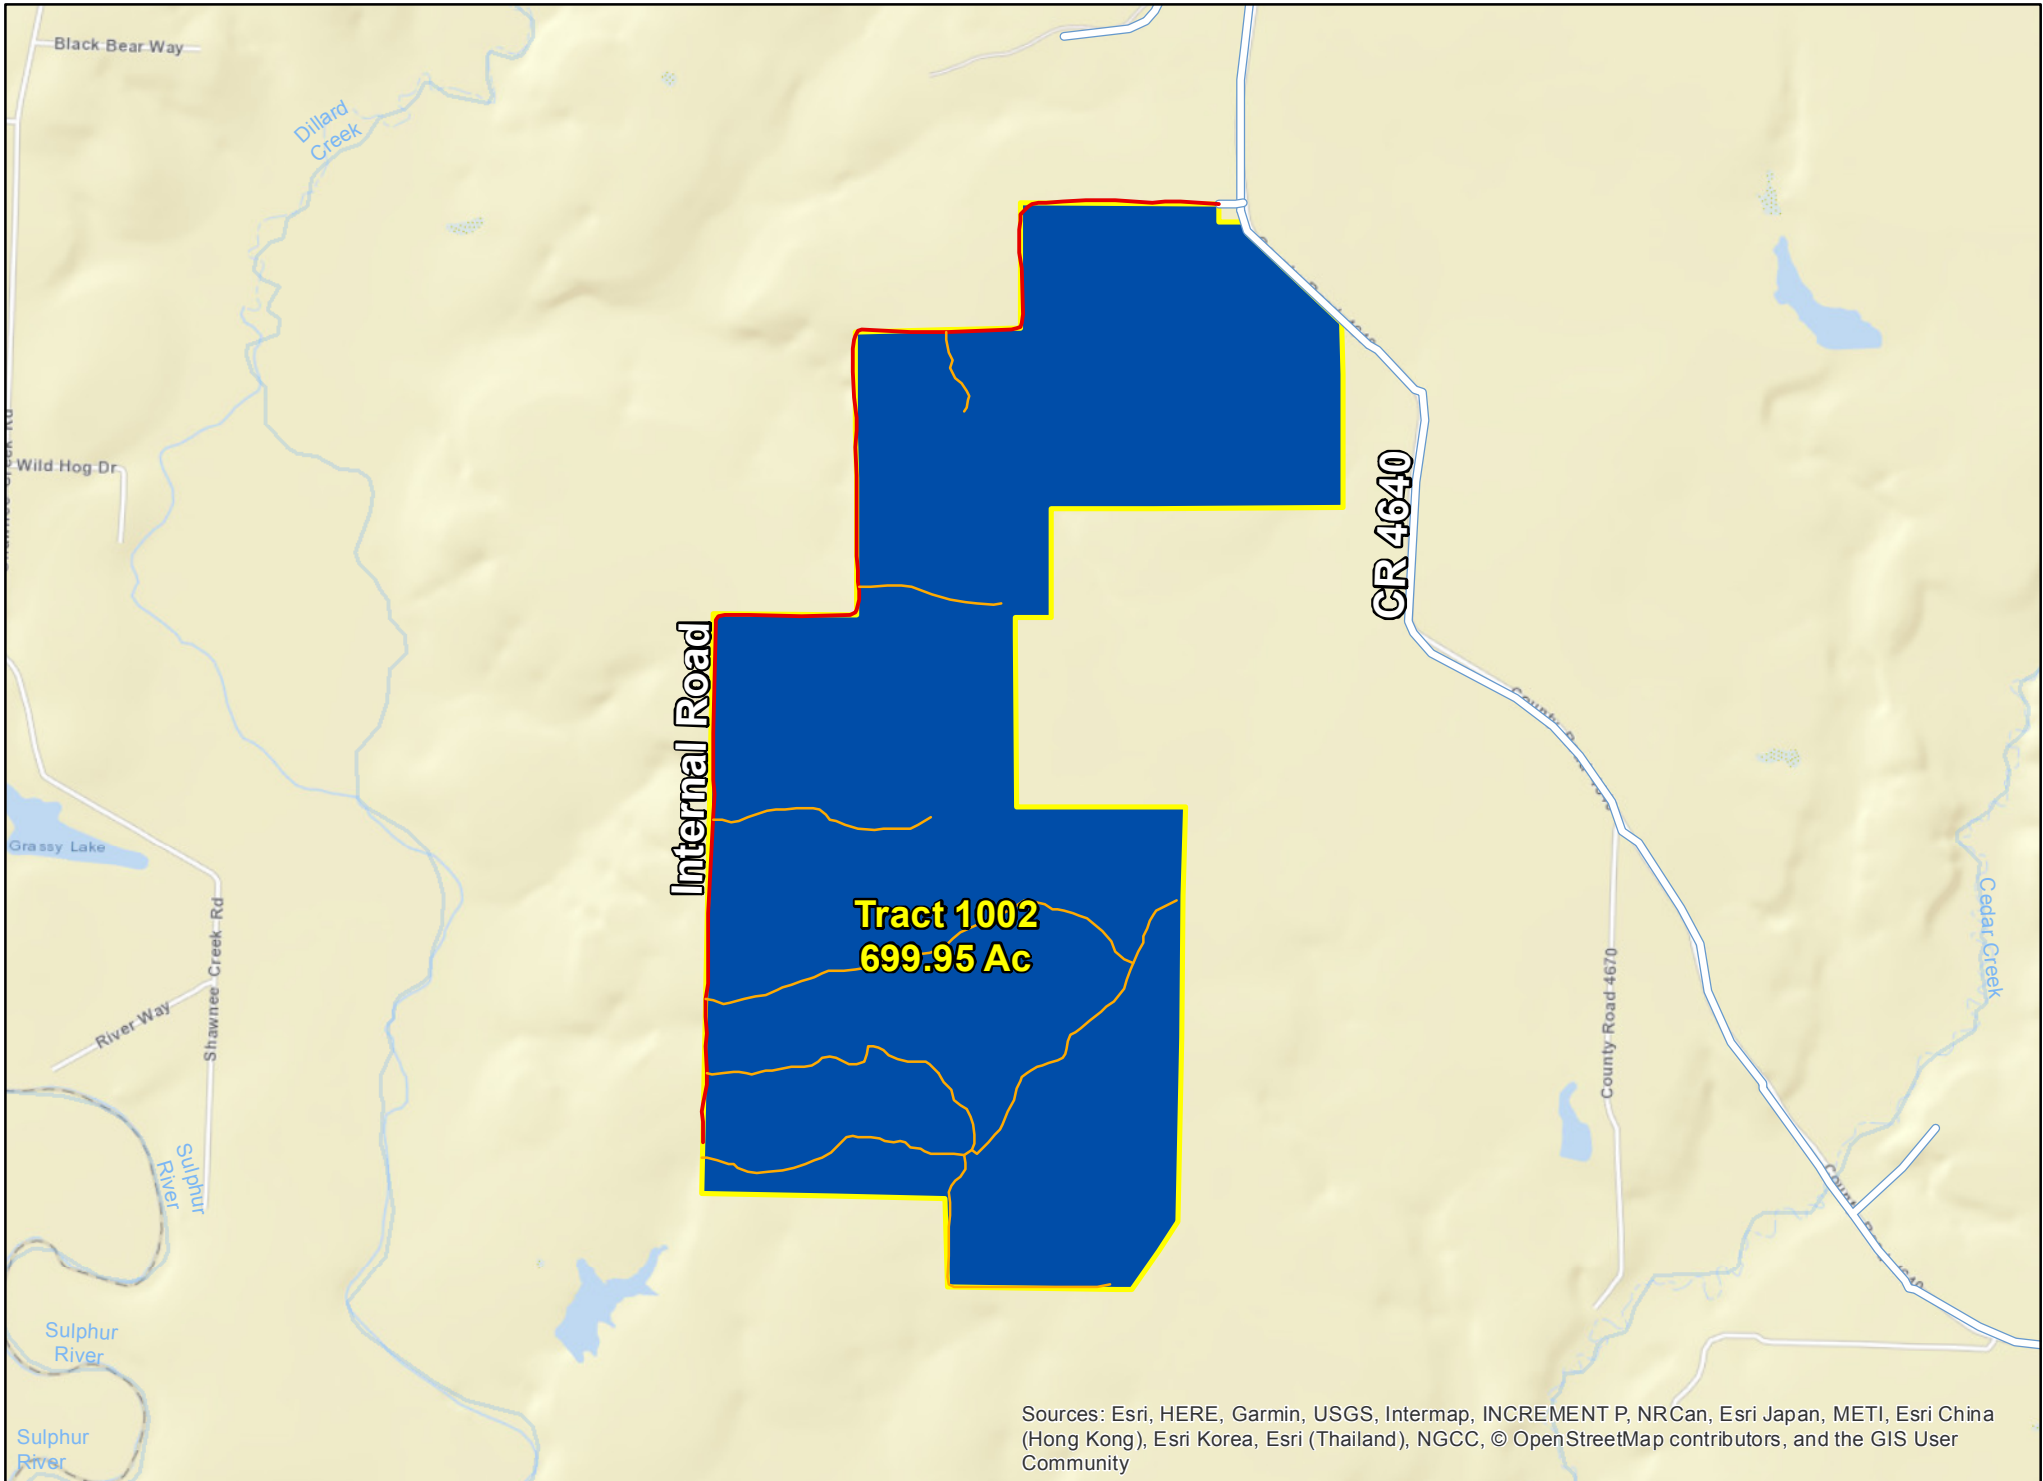 Black Bear Way
Dillard
Creek
Wild Hog Dr
CR 4640
Internal Road
Grassy Lake
Tract 1002
699.95 Ac
Shawnee Creek Rd
River Way
County Road 4670
Cedar Creek
Sulphur
River
Sulphur
River
Sulphur
River
Sources: Esri, HERE, Garmin, USGS, Intermap, INCREMENT P, NRCan, Esri Japan, METI, Esri China
(Hong Kong), Esri Korea, Esri (Thailand), NGCC, © OpenStreetMap contributors, and the GIS User
Community